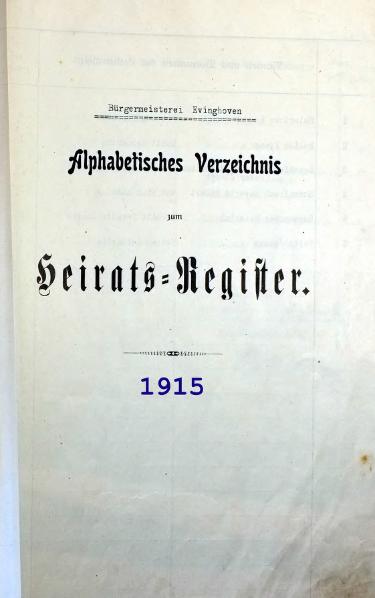 Bürgermeisterei Evinghoven
Alphabetisches Verzeichnis
zum
Heirats=Register.
1915